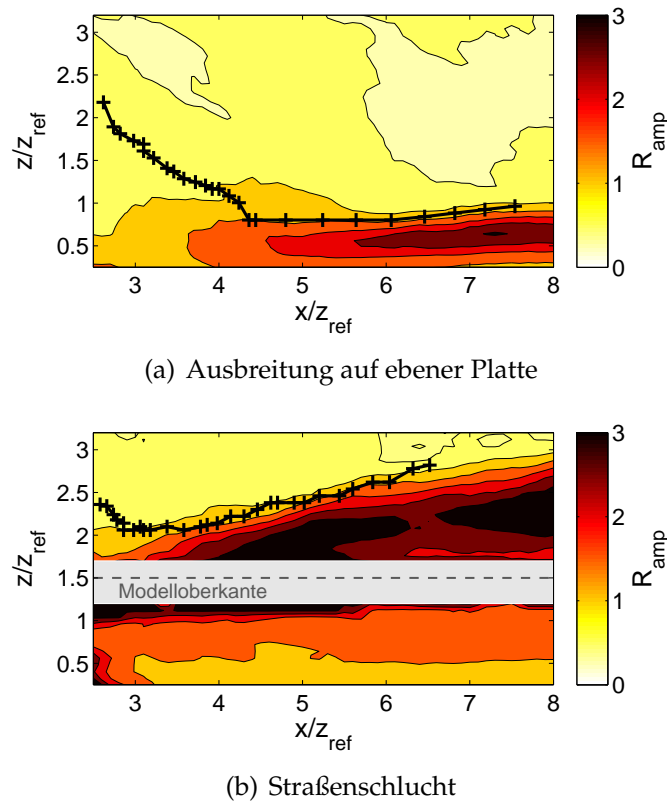 3
2.5
2
1.5
1
0.5
z/z_ref
3 4 5 6 7 8
x/z_ref
3
2
1
0
R_amp
(a) Ausbreitung auf ebener Platte
3
2.5
2
1.5
1
0.5
z/z_ref
Modelloberkante
3 4 5 6 7 8
x/z_ref
3
2
1
0
R_amp
(b) Straßenschlucht